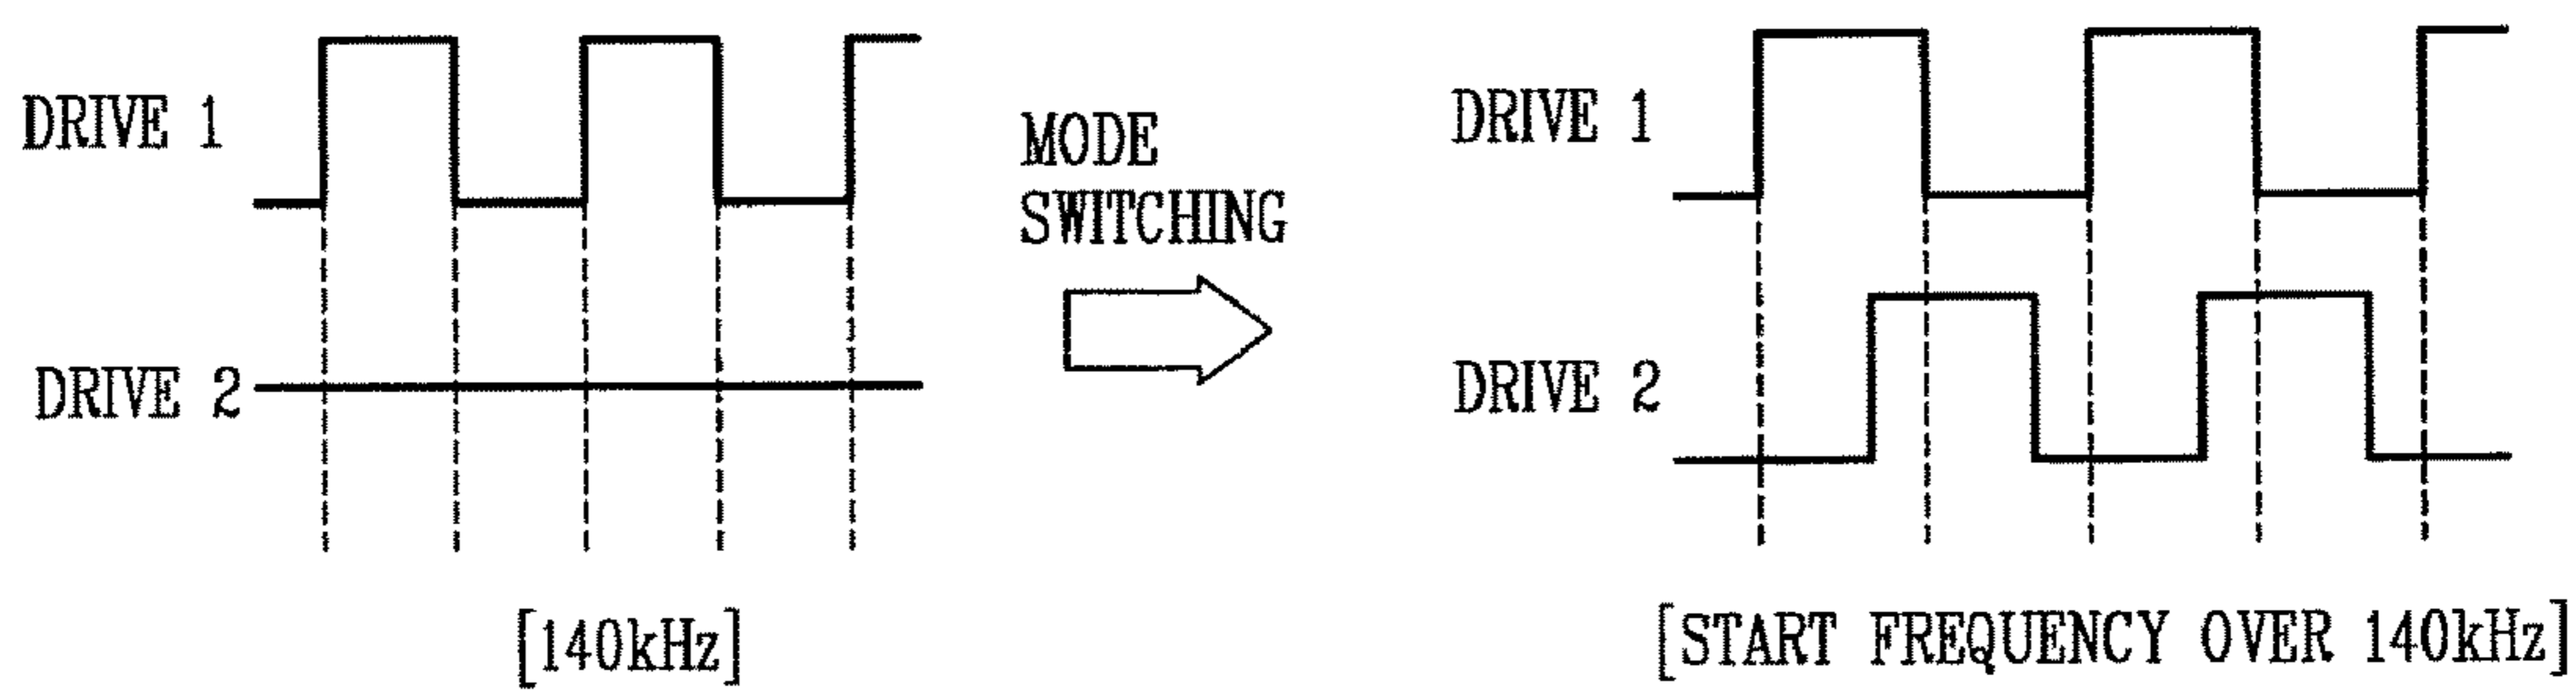 DRIVE 1
DRIVE 2
[140kHz]
MODE
SWITCHING
DRIVE 1
DRIVE 2
[START FREQUENCY OVER 140kHz]